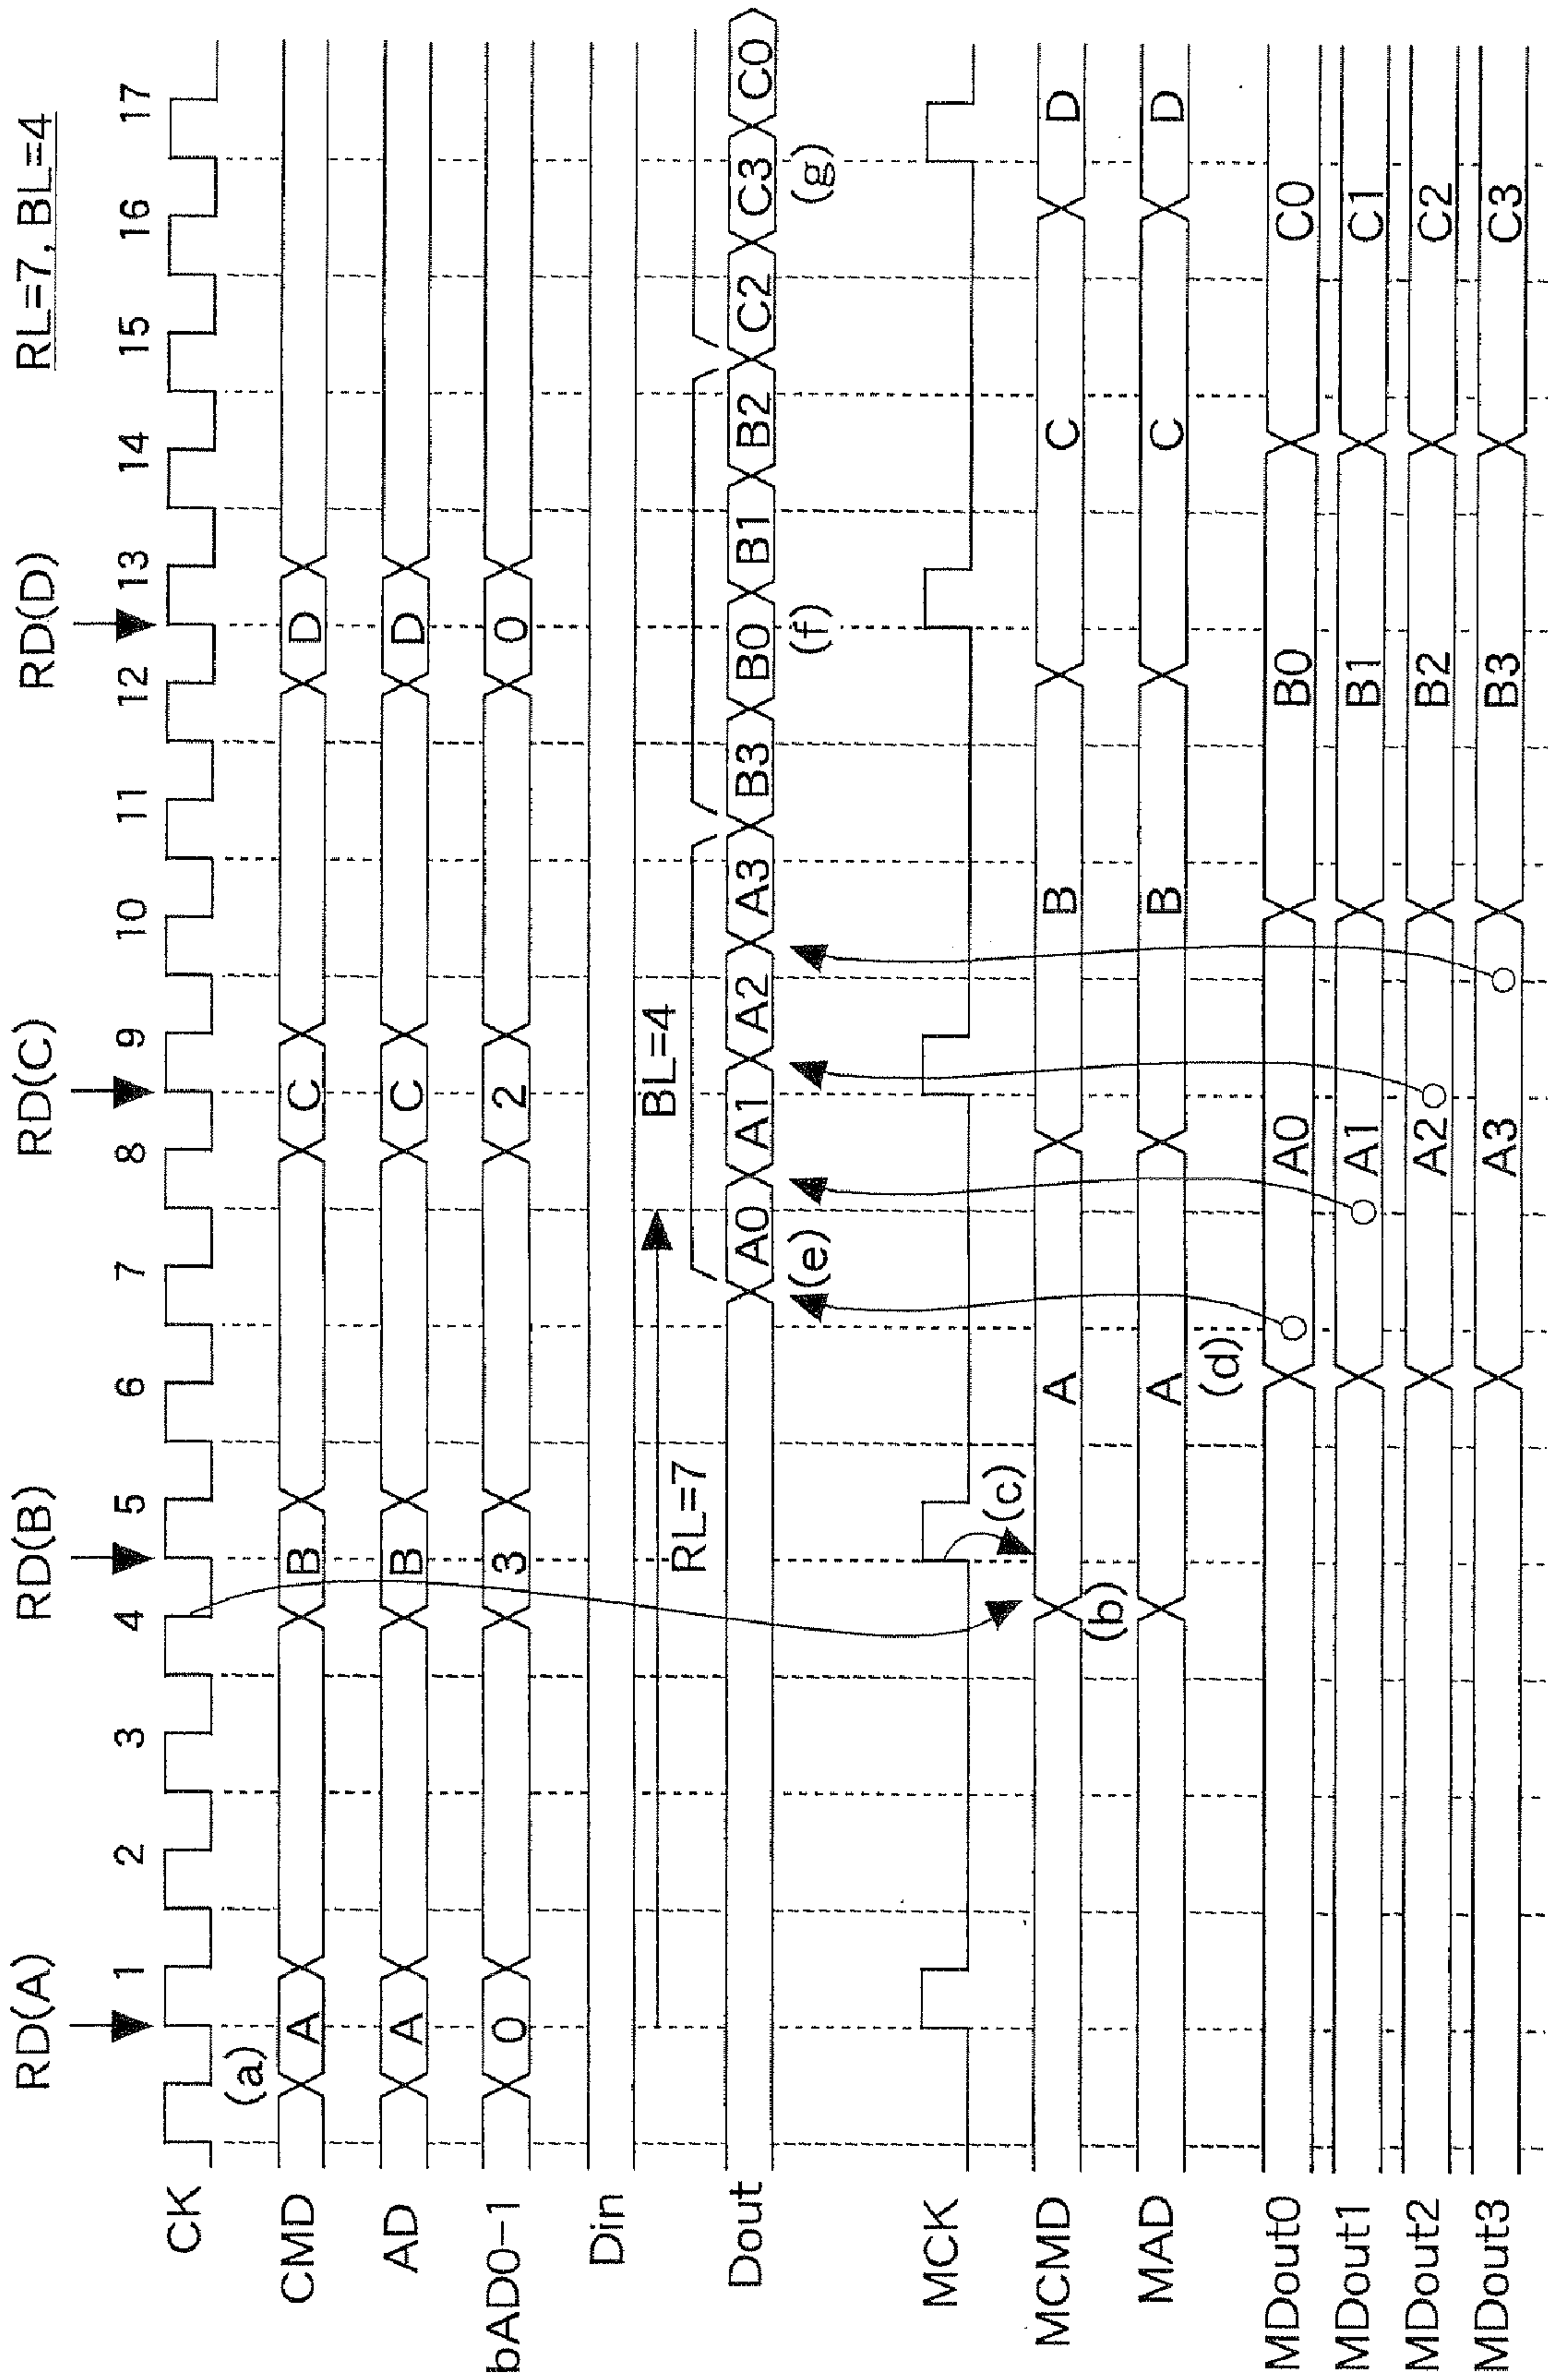 RL=7, BL=4
RD(A) RD(B) RD(C) RD(D)
1 2 3 4 5 6 7 8 9 10 11 12 13 14 15 16 17
CK
(a)
CMD A B C D
AD A B C D
bAD0-1 0 3 2 0
Din
RL=7 BL=4
Dout A0 A1 A2 A3 B3 B0 B1 B2 C2 C3 C0
(e) (f) (g)
MCK
(c)
MCMD A B C D
(b)
MAD A B C D
(d)
MDout0 A0 B0 C0
MDout1 A1 B1 C1
MDout2 A2 B2 C2
MDout3 A3 B3 C3